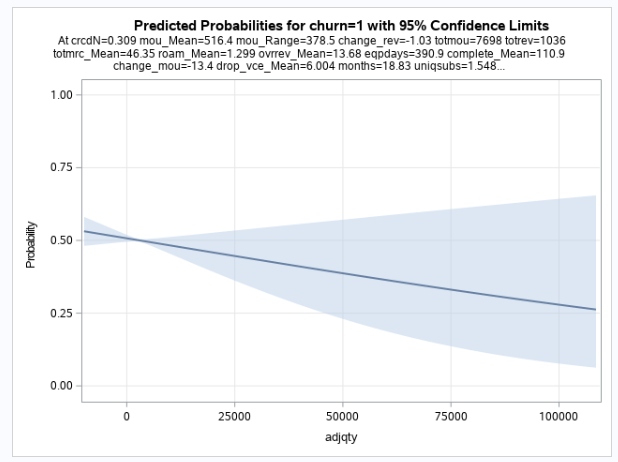 Predicted Probabilities for churn=1 with 95% Confidence Limits
At crcdN=0.309 mou_Mean=516.4 mou_Range=378.5 change_rev=-1.03 totmou=7698 totrev=1036
totmrc_Mean=46.35 roam_Mean=1.299 ovrrev_Mean=13.68 eqpdays=390.9 complete_Mean=110.9
change_mou=-13.4 drop_vce_Mean=6.004 months=18.83 uniqsubs=1.548...
1.00
0.75
Probability
0.50
0.25
0.00
0 25000 50000 75000 100000
adjqty